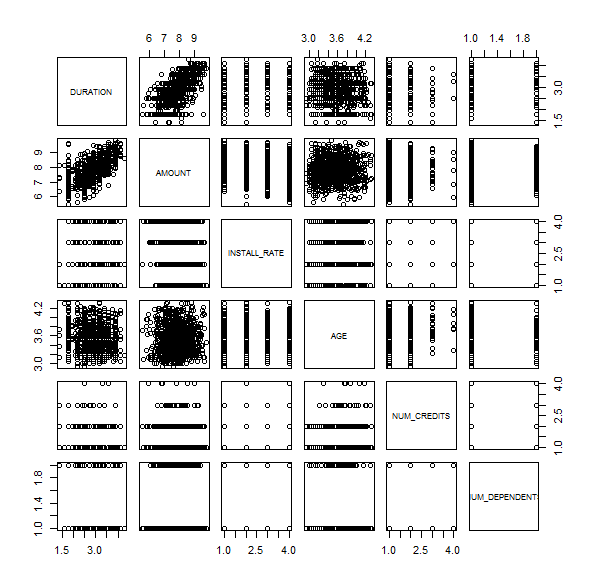 6 7 8 9
3.0 3.6 4.2
1.0 1.4 1.8
DURATION
1.5 3.0
6 7 8 9
AMOUNT
INSTALL_RATE
1.0 2.5 4.0
3.0 3.6 4.2
AGE
NUM_CREDITS
1.0 2.5 4.0
1.0 1.4 1.8
NUM_DEPENDENTS
1.5 3.0
1.0 2.5 4.0
1.0 2.5 4.0